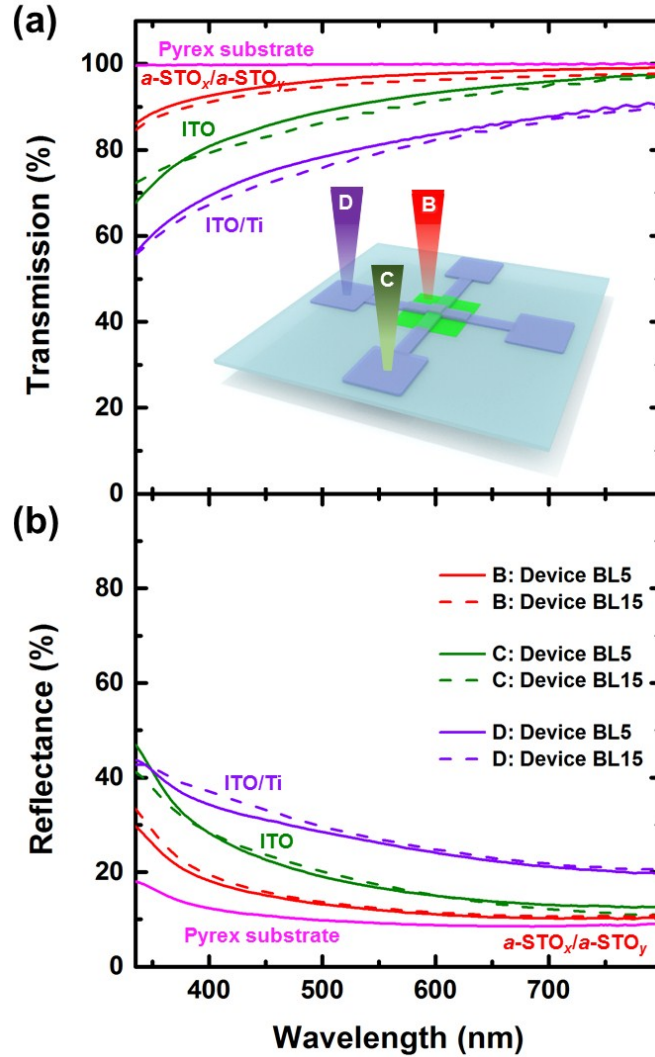 (a)
Transmission (%)
100
80
60
40
20
0
Pyrex substrate
a-STOₓ/a-STOᵧ
ITO
ITO/Ti
D
B
C
(b)
Reflectance (%)
80
60
40
20
0
B: Device BL5
B: Device BL15
C: Device BL5
C: Device BL15
D: Device BL5
D: Device BL15
ITO/Ti
ITO
Pyrex substrate
a-STOₓ/a-STOᵧ
400 500 600 700
Wavelength (nm)